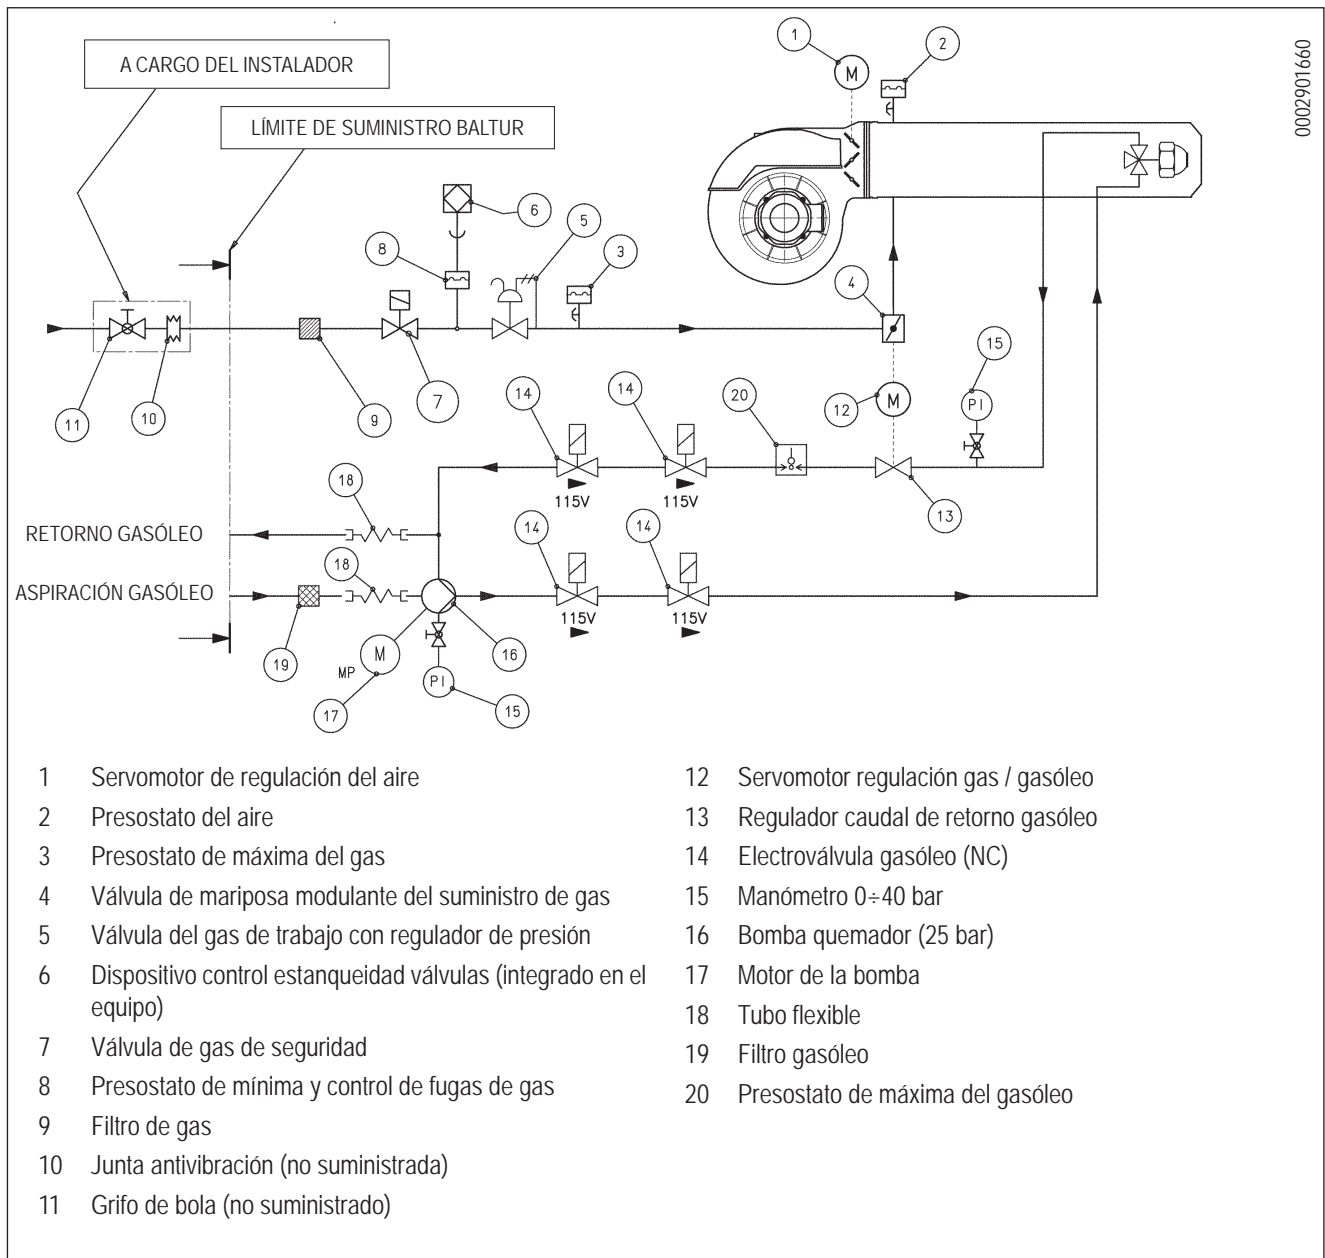 A CARGO DEL INSTALADOR
LÍMITE DE SUMINISTRO BALTUR
0002901660
1
M
2
6
5
3
8
4
11
10
9
7
14
14
20
12
M
15
PI
13
115V
115V
18
RETORNO GASÓLEO
14
14
18
ASPIRACIÓN GASÓLEO
115V
115V
19
MP
M
16
17
PI
15
1 Servomotor de regulación del aire
2 Presostato del aire
3 Presostato de máxima del gas
4 Válvula de mariposa modulante del suministro de gas
5 Válvula del gas de trabajo con regulador de presión
6 Dispositivo control estanqueidad válvulas (integrado en el
equipo)
7 Válvula de gas de seguridad
8 Presostato de mínima y control de fugas de gas
9 Filtro de gas
10 Junta antivibración (no suministrada)
11 Grifo de bola (no suministrado)
12 Servomotor regulación gas / gasóleo
13 Regulador caudal de retorno gasóleo
14 Electroválvula gasóleo (NC)
15 Manómetro 0÷40 bar
16 Bomba quemador (25 bar)
17 Motor de la bomba
18 Tubo flexible
19 Filtro gasóleo
20 Presostato de máxima del gasóleo